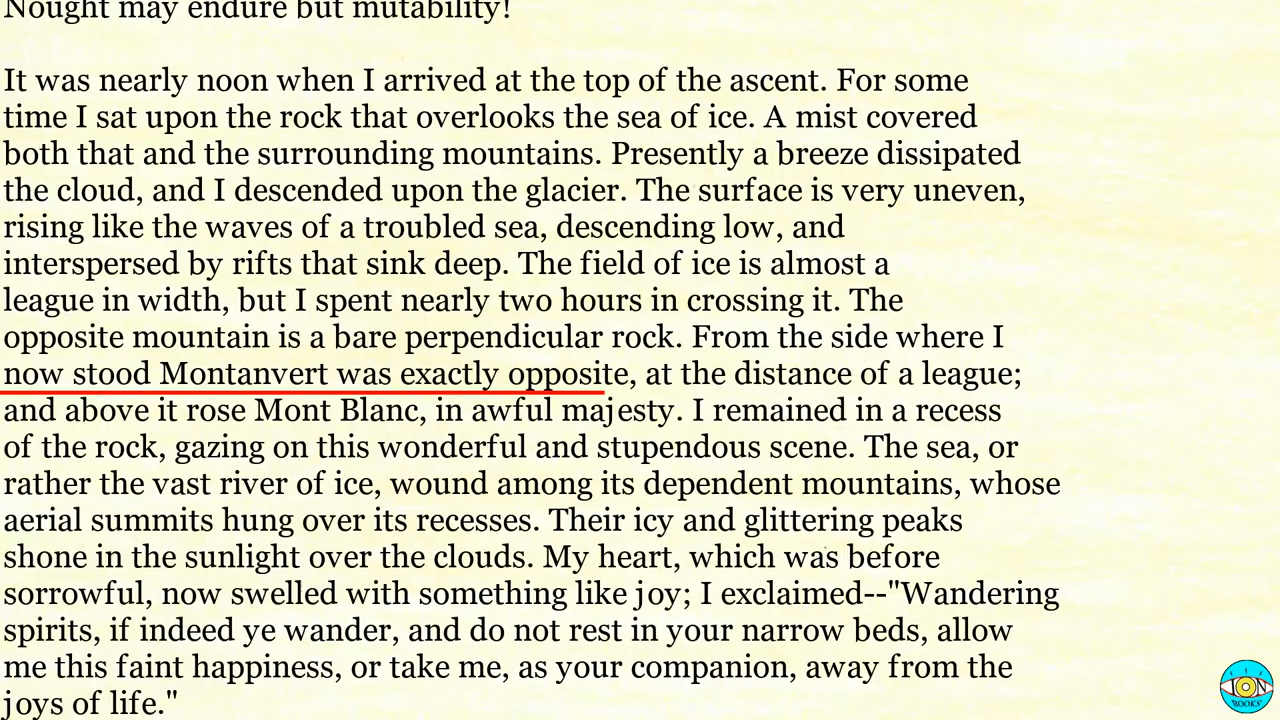 Nought may endure but mutability!
It was nearly noon when I arrived at the top of the ascent. For some
time I sat upon the rock that overlooks the sea of ice. A mist covered
both that and the surrounding mountains. Presently a breeze dissipated
the cloud, and I descended upon the glacier. The surface is very uneven,
rising like the waves of a troubled sea, descending low, and
interspersed by rifts that sink deep. The field of ice is almost a
league in width, but I spent nearly two hours in crossing it. The
opposite mountain is a bare perpendicular rock. From the side where I
now stood Montanvert was exactly opposite, at the distance of a league;
and above it rose Mont Blanc, in awful majesty. I remained in a recess
of the rock, gazing on this wonderful and stupendous scene. The sea, or
rather the vast river of ice, wound among its dependent mountains, whose
aerial summits hung over its recesses. Their icy and glittering peaks
shone in the sunlight over the clouds. My heart, which was before
sorrowful, now swelled with something like joy; I exclaimed--"Wandering
spirits, if indeed ye wander, and do not rest in your narrow beds, allow
me this faint happiness, or take me, as your companion, away from the
joys of life."
ION
BOOKS